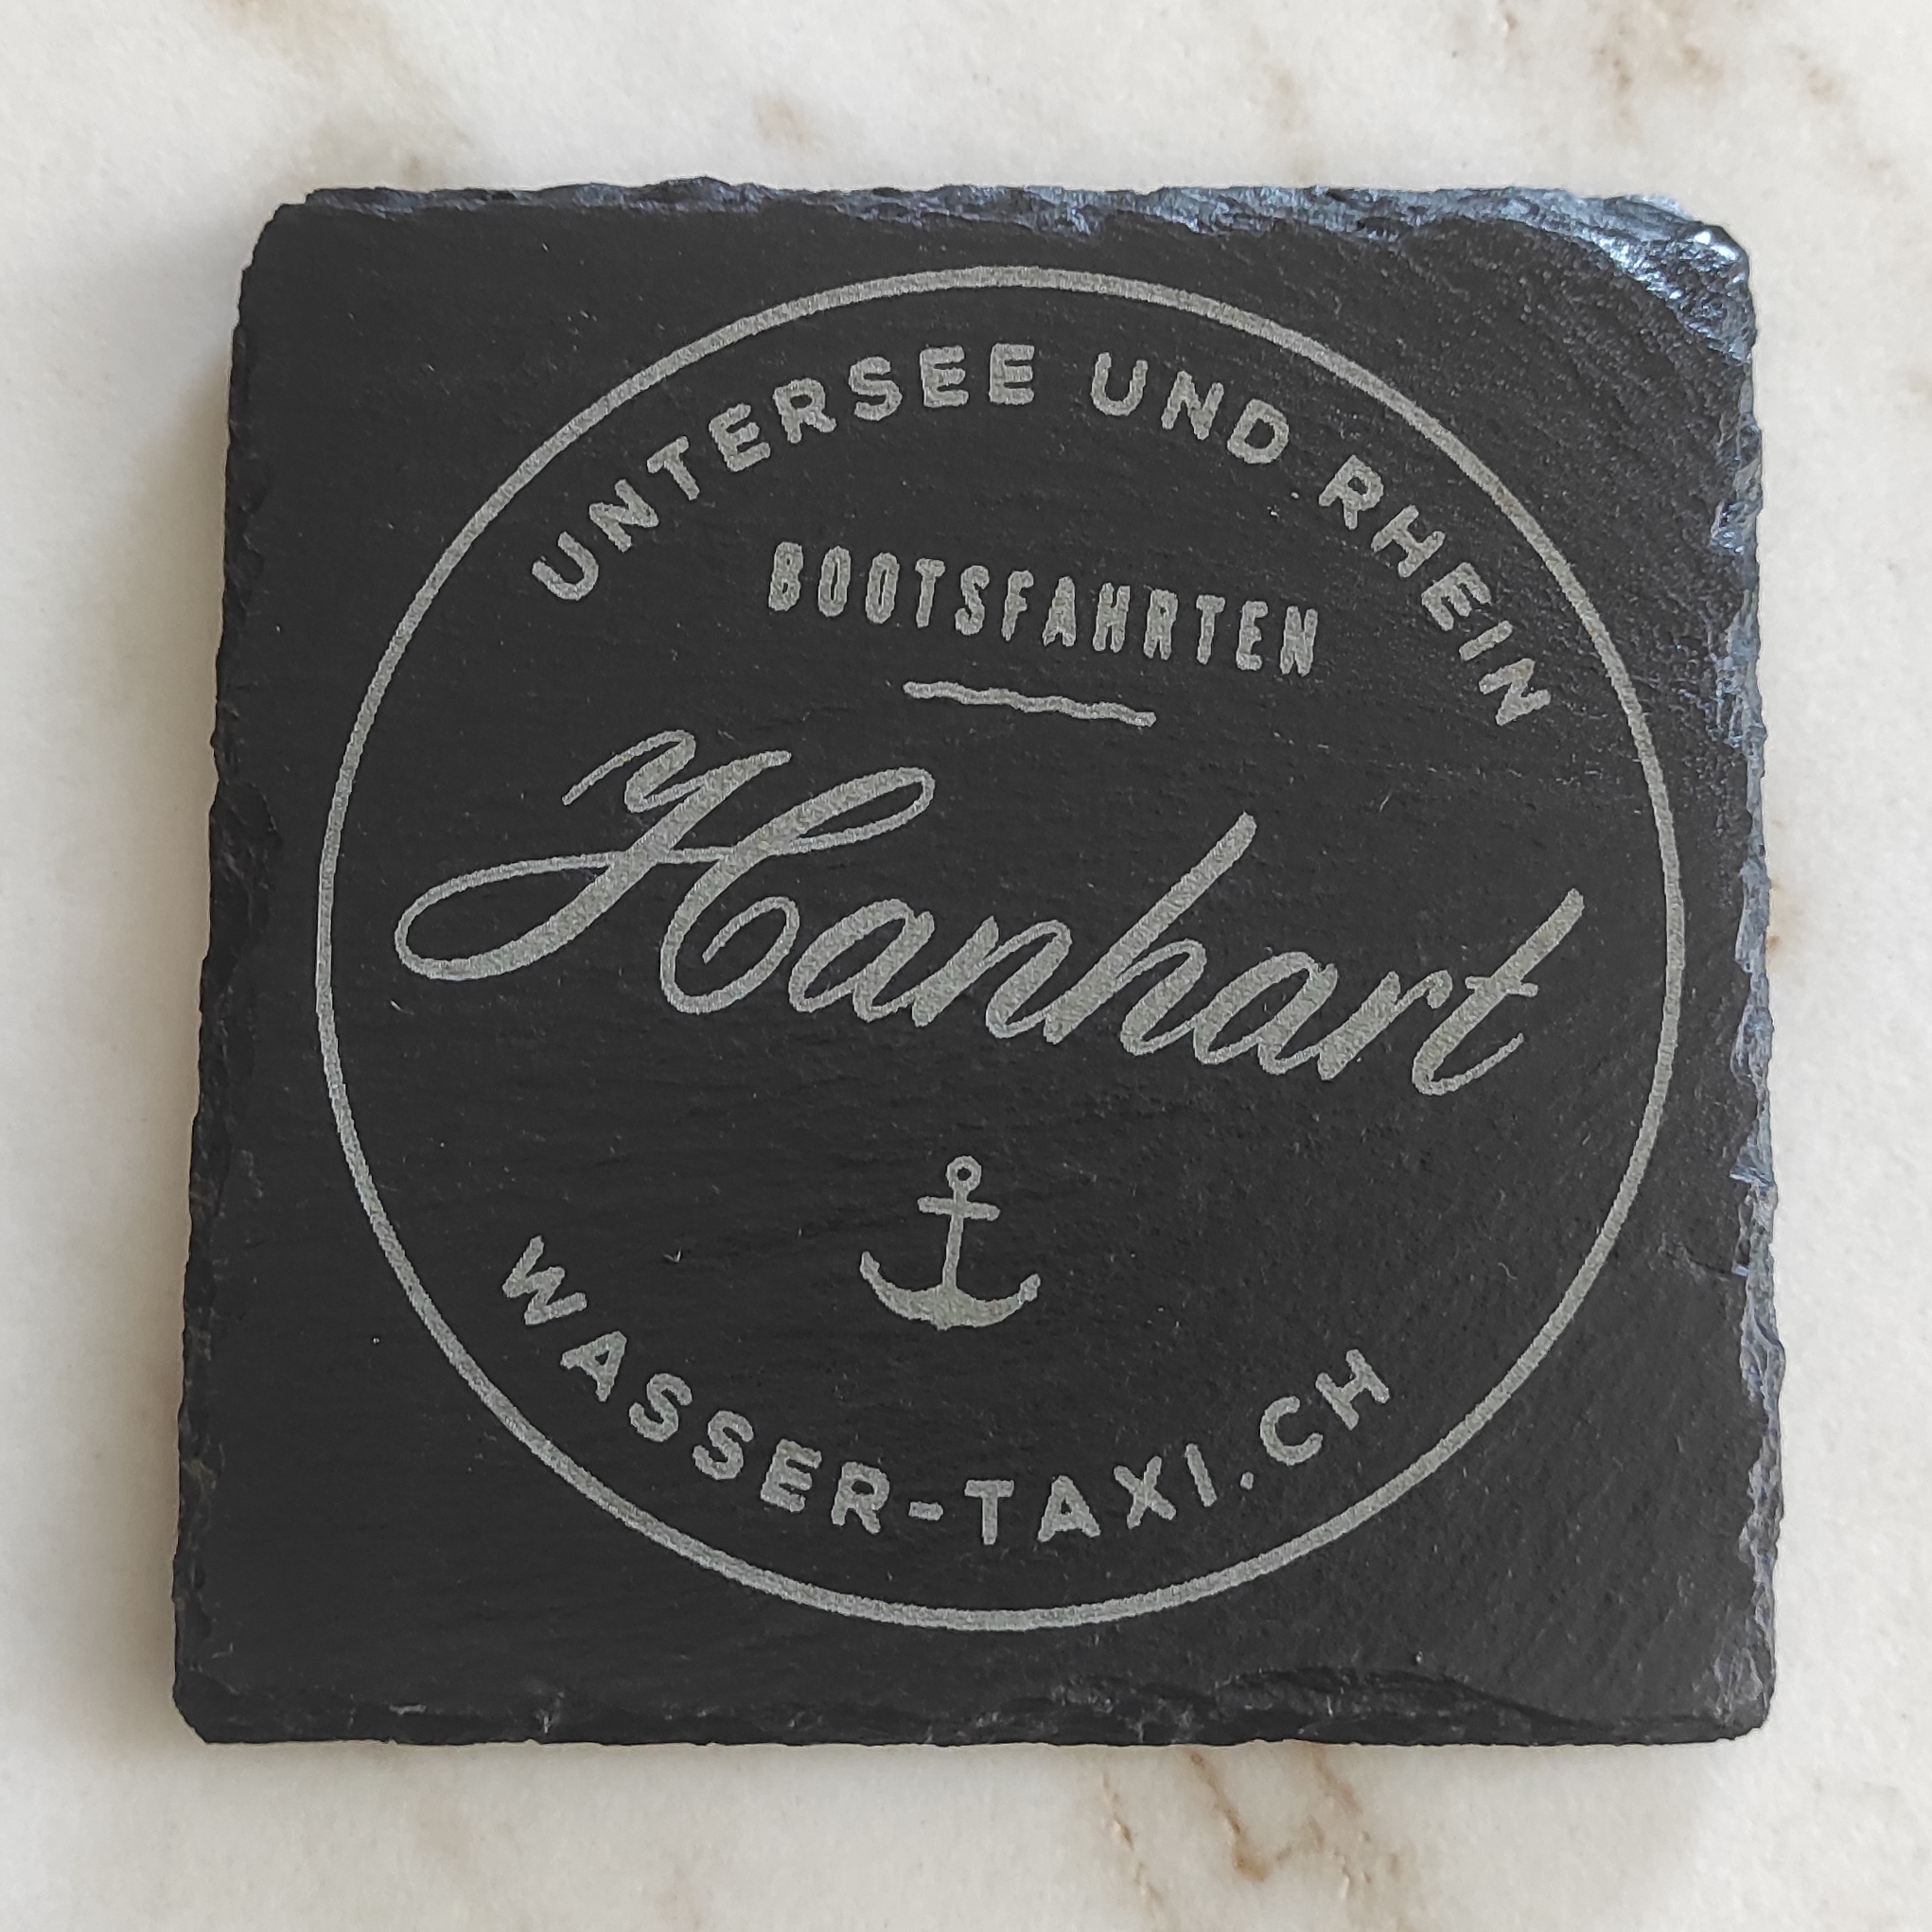 UNTERSEE UND RHEIN
BOOTSFAHRTEN
Hanhart
WASSER-TAXI.CH